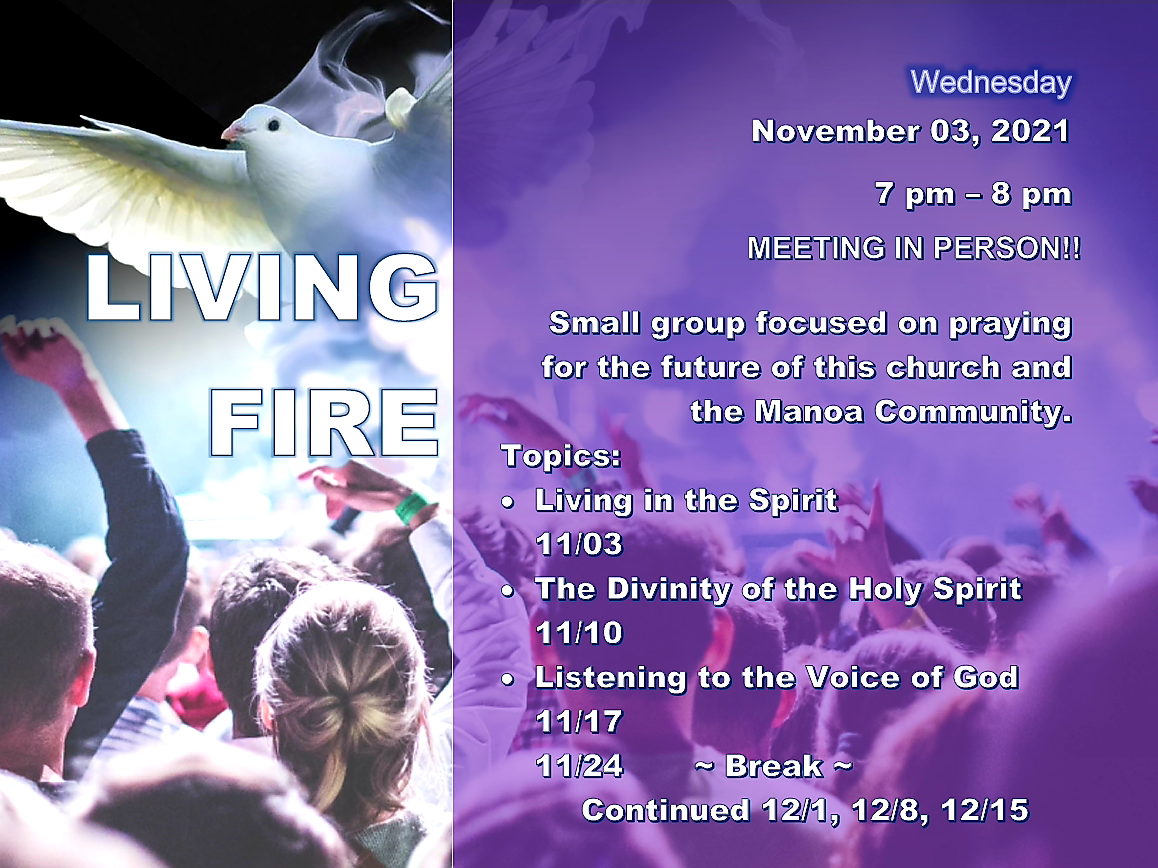 LIVING
FIRE
Wednesday
November 03, 2021
7 pm – 8 pm
MEETING IN PERSON!!
Small group focused on praying
for the future of this church and
the Manoa Community.
Topics:
• Living in the Spirit
11/03
• The Divinity of the Holy Spirit
11/10
• Listening to the Voice of God
11/17
11/24 ~ Break ~
Continued 12/1, 12/8, 12/15